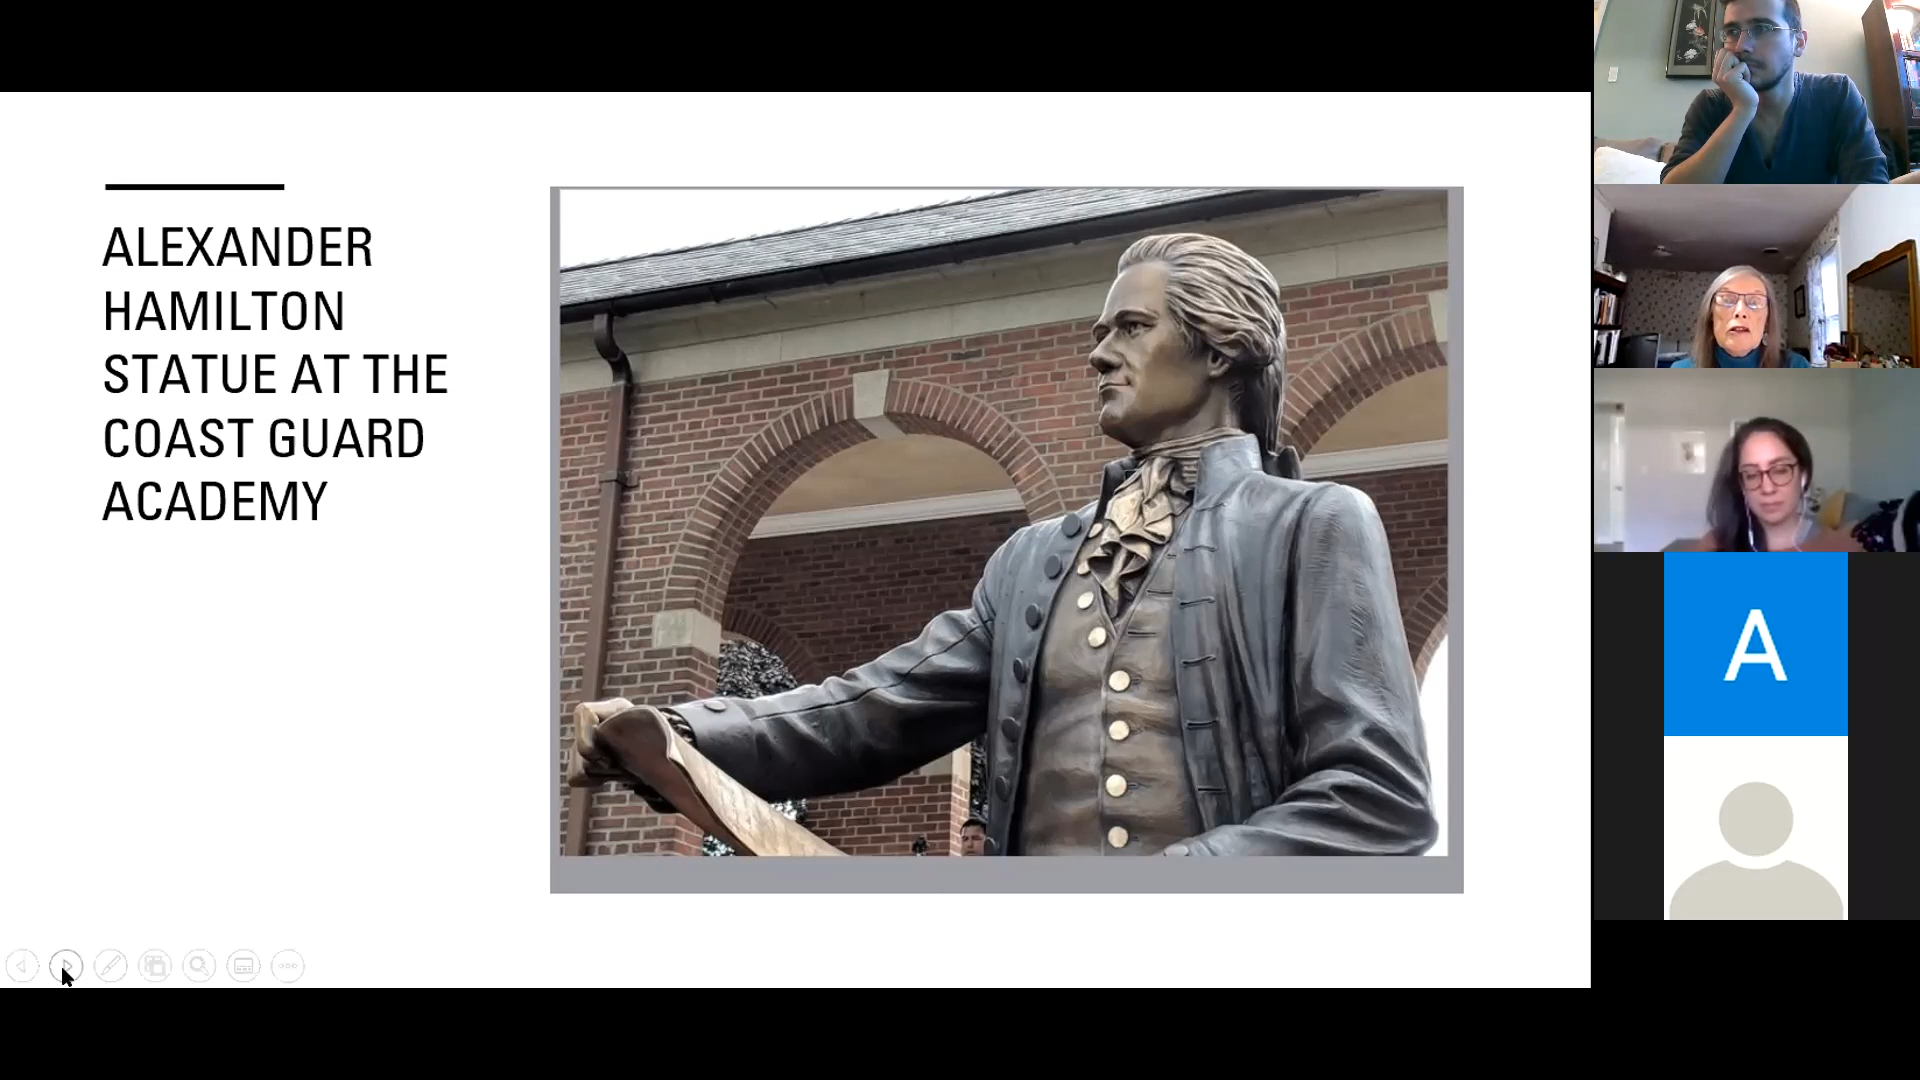 ALEXANDER
HAMILTON
STATUE AT THE
COAST GUARD
ACADEMY
A